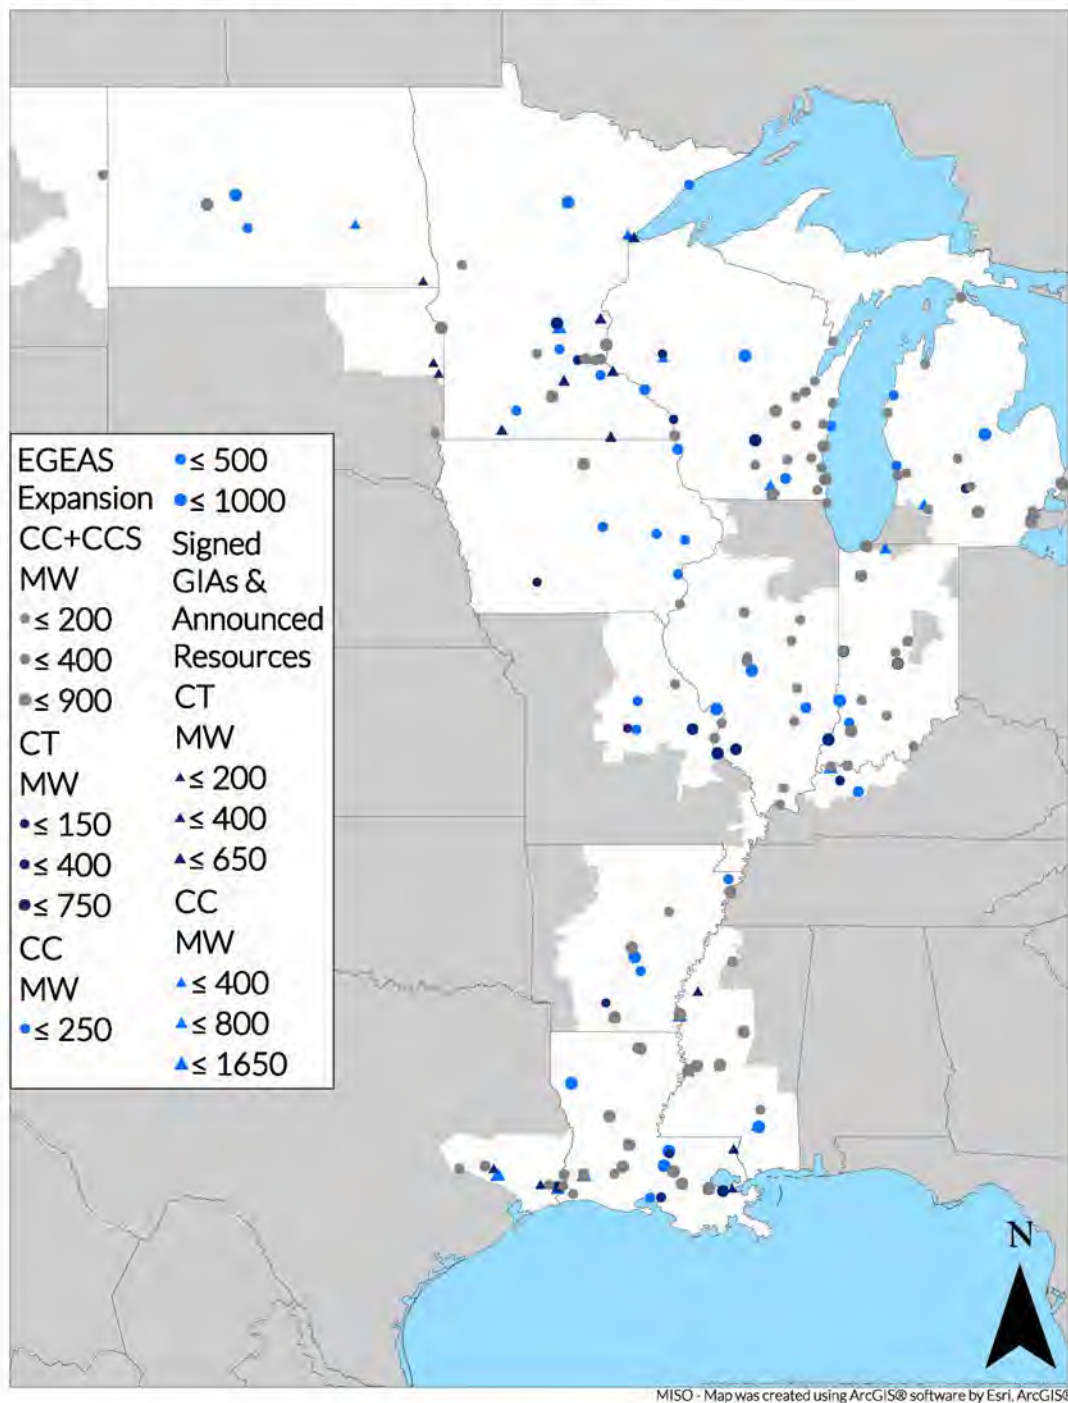 EGEAS
Expansion
CC+CCS
MW
≤ 200
≤ 400
≤ 900
CT
MW
≤ 150
≤ 400
≤ 750
CC
MW
≤ 250
≤ 500
≤ 1000
Signed
GIAs &
Announced
Resources
CT
MW
≤ 200
≤ 400
≤ 650
CC
MW
≤ 400
≤ 800
≤ 1650
N
MISO - Map was created using ArcGIS® software by Esri, ArcGIS®